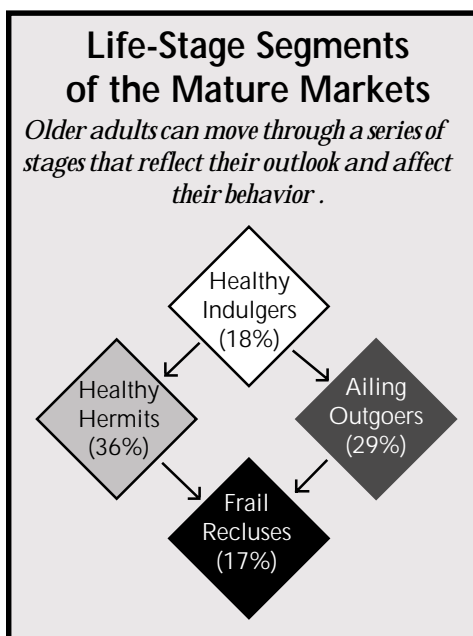 Life-Stage Segments
of the Mature Markets
Older adults can move through a series of
stages that reflect their outlook and affect
their behavior .
Healthy
Indulgers
(18%)
Healthy
Hermits
(36%)
Ailing
Outgoers
(29%)
Frail
Recluses
(17%)